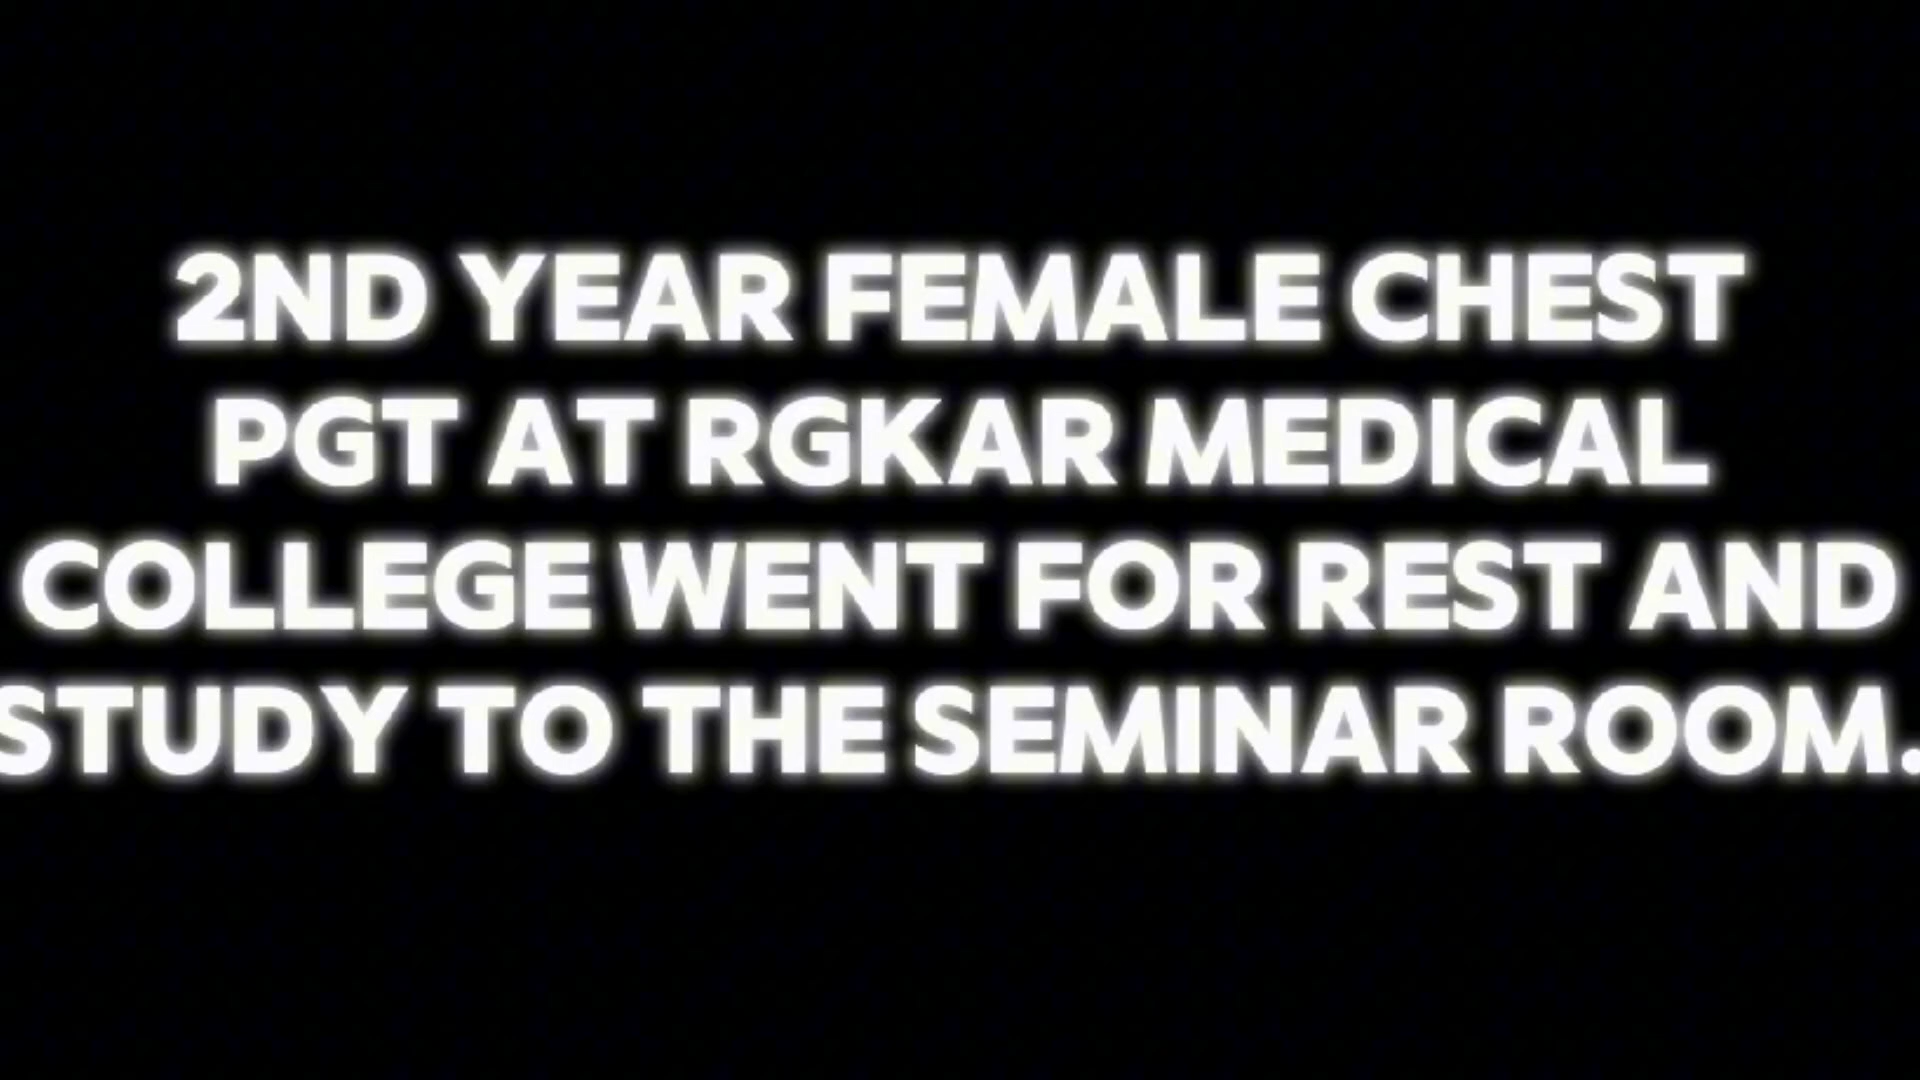 2ND YEAR FEMALE CHEST
PGT AT RGKAR MEDICAL
COLLEGE WENT FOR REST AND
STUDY TO THE SEMINAR ROOM.